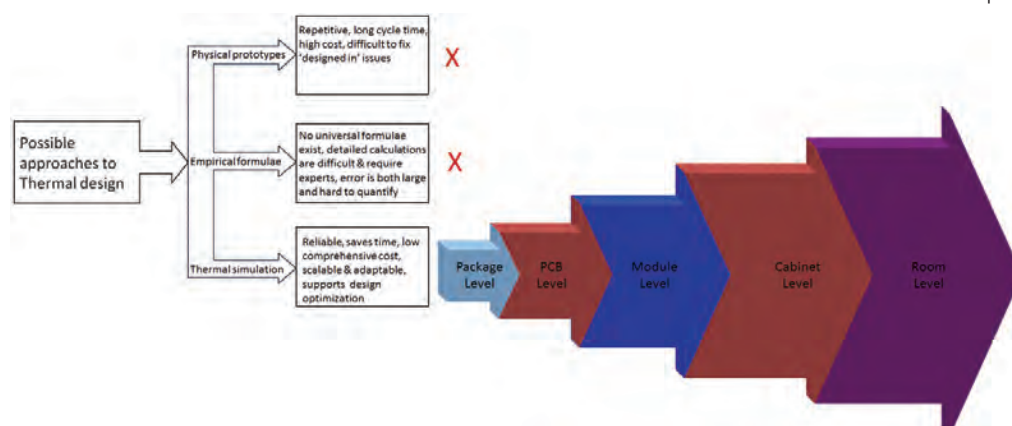 Possible
approaches to
Thermal design
Physical prototypes
Repetitive, long cycle time,
high cost, difficult to fix
'designed in' issues
X
Empirical formulae
No universal formulae
exist, detailed calculations
are difficult & require
experts, error is both large
and hard to quantify
X
Thermal simulation
Reliable, saves time, low
comprehensive cost,
scalable & adaptable,
supports design
optimization
Package
Level
PCB
Level
Module
Level
Cabinet
Level
Room
Level